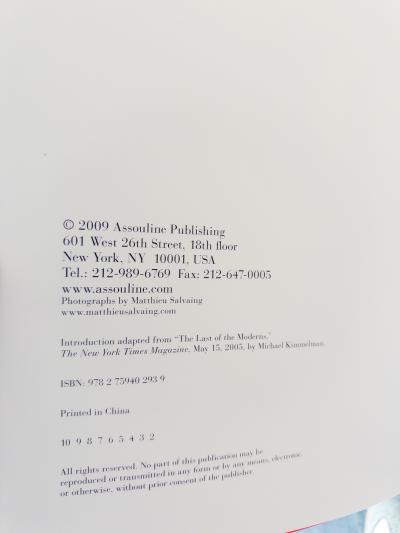 © 2009 Assouline Publishing
601 West 26th Street, 18th floor
New York, NY 10001, USA
Tel.: 212-989-6769 Fax: 212-647-0005
www.assouline.com
Photographs by Matthieu Salvaing
www.matthieusalvaing.com
Introduction adapted from “The Last of the Moderns,”
The New York Times Magazine, May 15, 2005, by Michael Kimmelman.
ISBN: 978 2 75940 293 9
Printed in China
10 9 8 7 6 5 4 3 2
All rights reserved. No part of this publication may be
reproduced or transmitted in any form or by any means, electronic,
or otherwise, without prior consent of the publisher.